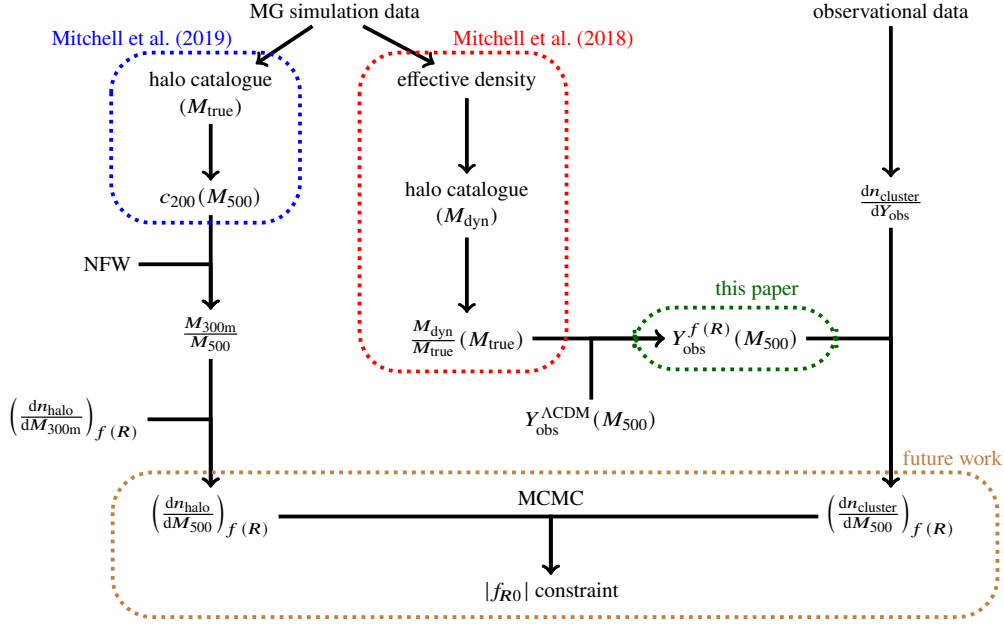 MG simulation data
observational data
Mitchell et al. (2019)
Mitchell et al. (2018)
halo catalogue
(M_true)
effective density
c_200(M_500)
halo catalogue
(M_dyn)
dn_cluster/dY_obs
NFW
this paper
M_300m/M_500
M_dyn/M_true (M_true)
Y_obs^f(R) (M_500)
(dn_halo/dM_300m)_f(R)
Y_obs^ΛCDM (M_500)
future work
(dn_halo/dM_500)_f(R)
MCMC
(dn_cluster/dM_500)_f(R)
|f_R0| constraint